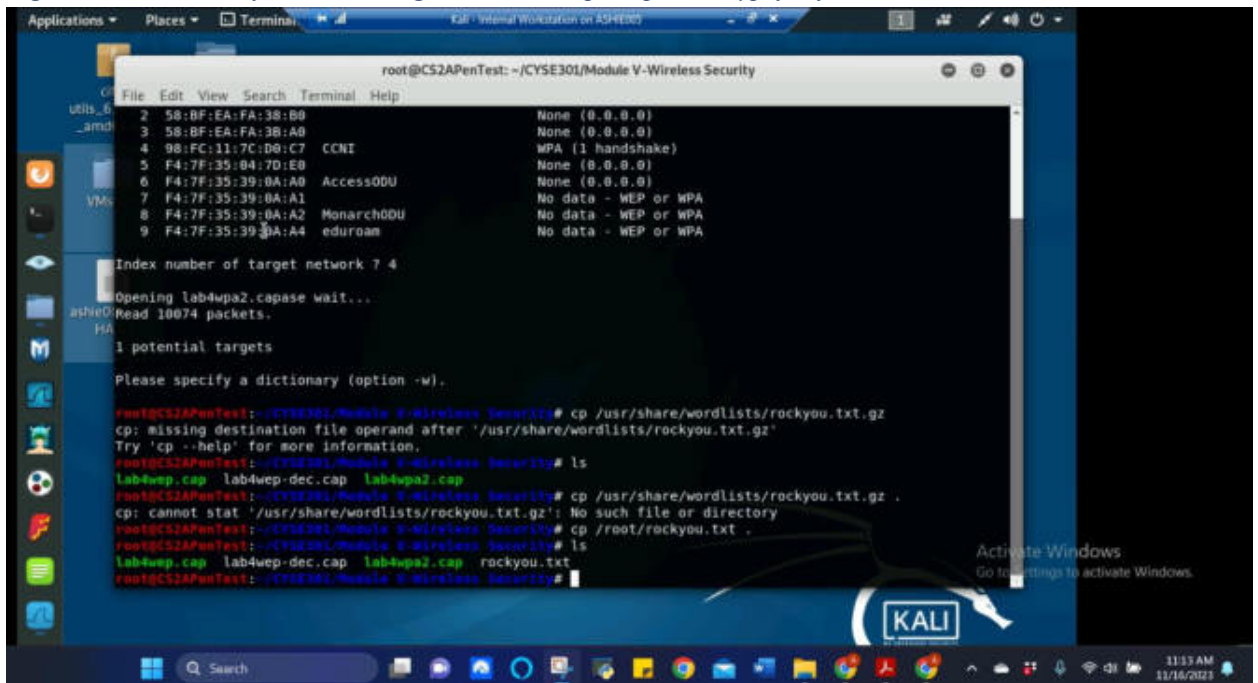 Applications Places Terminal Kali - Internal Workstation on ASHIE005 1
root@CS2APenTest: ~/CYSE301/Module V-Wireless Security
File Edit View Search Terminal Help
utils_6
_amd
VMs
2 58:BF:EA:FA:38:B0 None (0.0.0.0)
3 58:BF:EA:FA:3B:A0 None (0.0.0.0)
4 98:FC:11:7C:D0:C7 CCNI WPA (1 handshake)
5 F4:7F:35:04:7D:E0 None (0.0.0.0)
6 F4:7F:35:39:0A:A0 AccessODU None (0.0.0.0)
7 F4:7F:35:39:0A:A1 No data - WEP or WPA
8 F4:7F:35:39:0A:A2 MonarchODU No data - WEP or WPA
9 F4:7F:35:39:0A:A4 eduroam No data - WEP or WPA
Index number of target network ? 4
Opening lab4wpa2.capase wait...
Read 10074 packets.
1 potential targets
Please specify a dictionary (option -w).
root@CS2APenTest:~/CYSE301/Module V-Wireless Security# cp /usr/share/wordlists/rockyou.txt.gz
cp: missing destination file operand after '/usr/share/wordlists/rockyou.txt.gz'
Try 'cp --help' for more information.
root@CS2APenTest:~/CYSE301/Module V-Wireless Security# ls
lab4wep.cap lab4wep-dec.cap lab4wpa2.cap
root@CS2APenTest:~/CYSE301/Module V-Wireless Security# cp /usr/share/wordlists/rockyou.txt.gz .
cp: cannot stat '/usr/share/wordlists/rockyou.txt.gz': No such file or directory
root@CS2APenTest:~/CYSE301/Module V-Wireless Security# cp /root/rockyou.txt .
root@CS2APenTest:~/CYSE301/Module V-Wireless Security# ls
lab4wep.cap lab4wep-dec.cap lab4wpa2.cap rockyou.txt
root@CS2APenTest:~/CYSE301/Module V-Wireless Security#
Activate Windows
Go to Settings to activate Windows.
KALI
Search
11:13 AM
11/16/2023